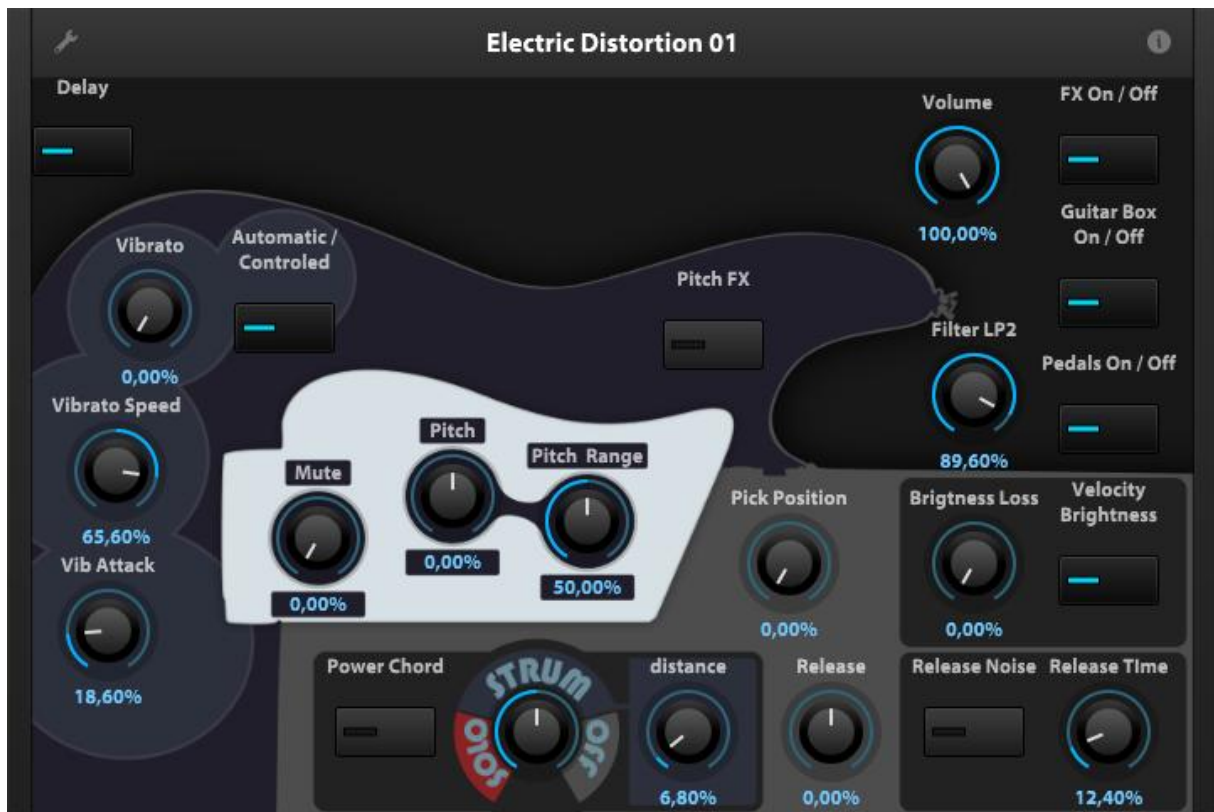 Electric Distortion 01
Delay
Volume
FX On / Off
100,00%
Guitar Box
On / Off
Vibrato
Automatic /
Controled
0,00%
Pitch FX
Filter LP2
89,60%
Pedals On / Off
Vibrato Speed
65,60%
Mute
0,00%
Pitch
0,00%
Pitch Range
50,00%
Pick Position
0,00%
Brigtness Loss
0,00%
Velocity
Brightness
Vib Attack
18,60%
Power Chord
SOLO
STRUM
OFF
distance
6,80%
Release
0,00%
Release Noise
Release TIme
12,40%